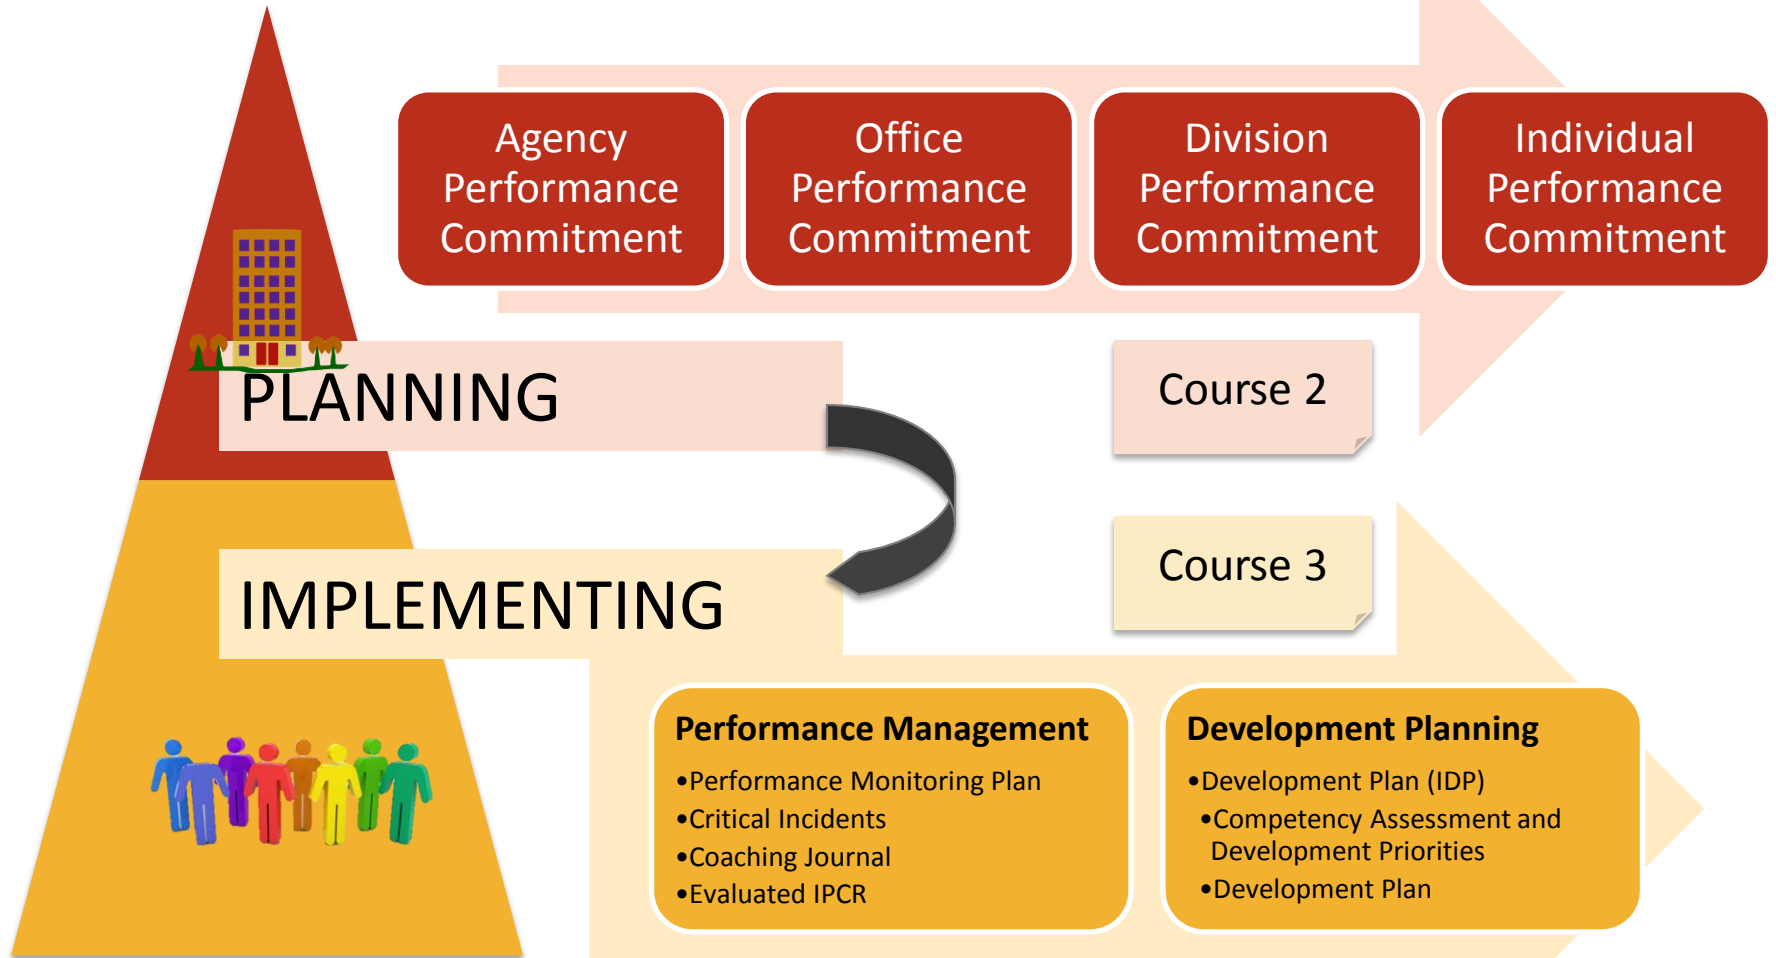 Agency
Performance
Commitment
Office
Performance
Commitment
Division
Performance
Commitment
Individual
Performance
Commitment
PLANNING
Course 2
IMPLEMENTING
Course 3
Performance Management
•Performance Monitoring Plan
•Critical Incidents
•Coaching Journal
•Evaluated IPCR
Development Planning
•Development Plan (IDP)
•Competency Assessment and
Development Priorities
•Development Plan